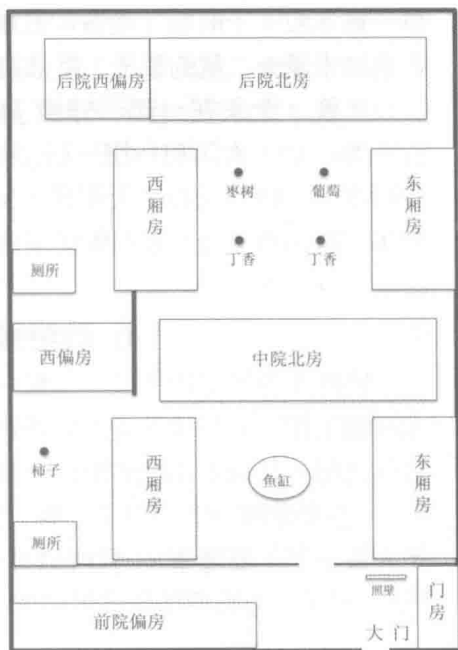 后院西偏房
后院北房
西厢房
枣树
葡萄
东厢房
丁香
丁香
厕所
西偏房
中院北房
柿子
西厢房
鱼缸
东厢房
厕所
照壁
门房
前院偏房
大门